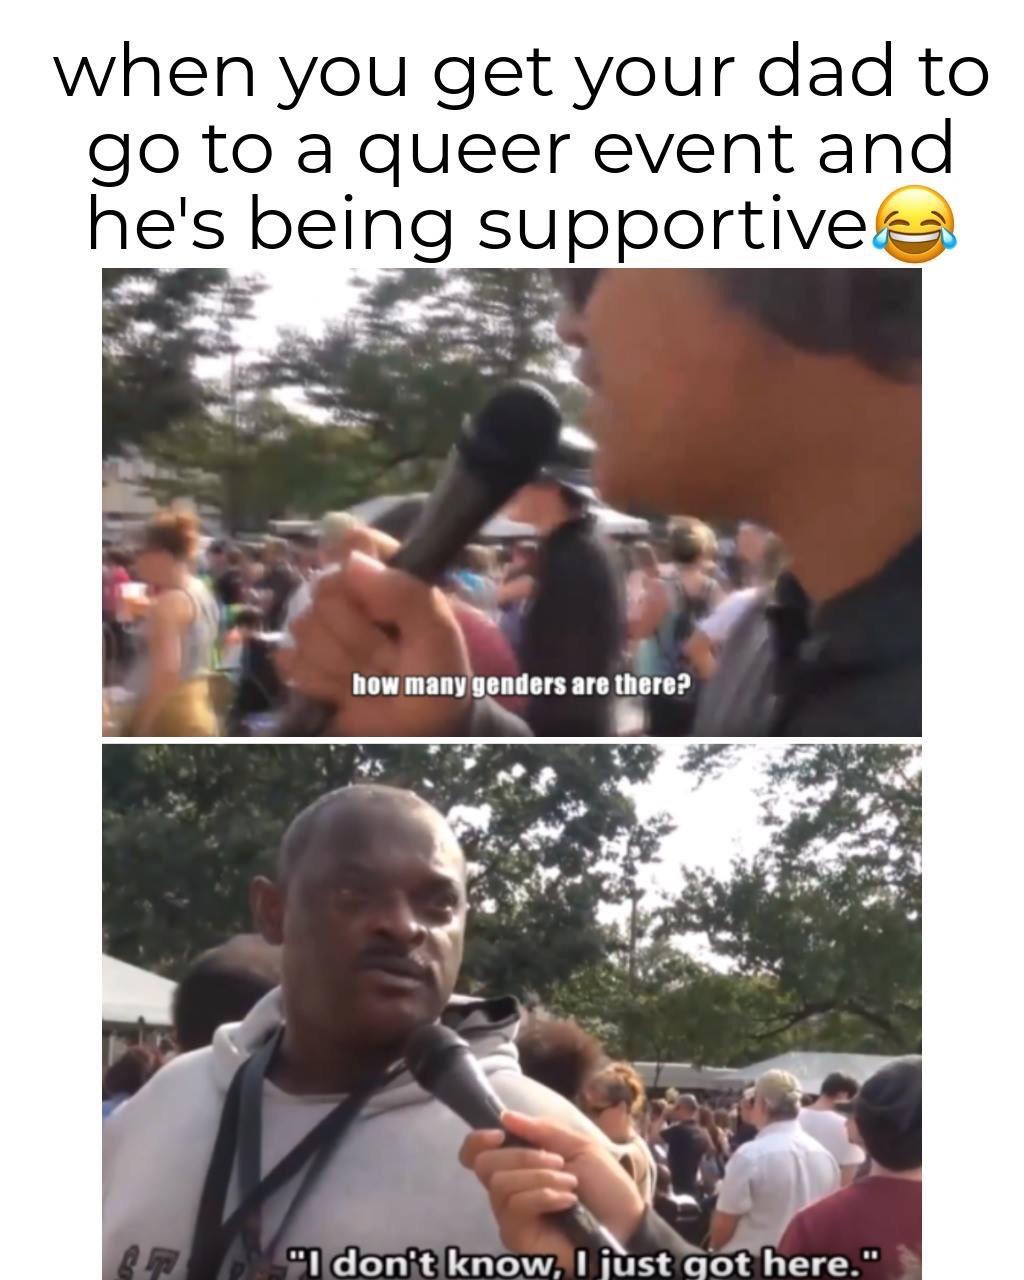 when you get your dad to
go to a queer event and
he's being supportive😂
how many genders are there?
"I don't know, I just got here."